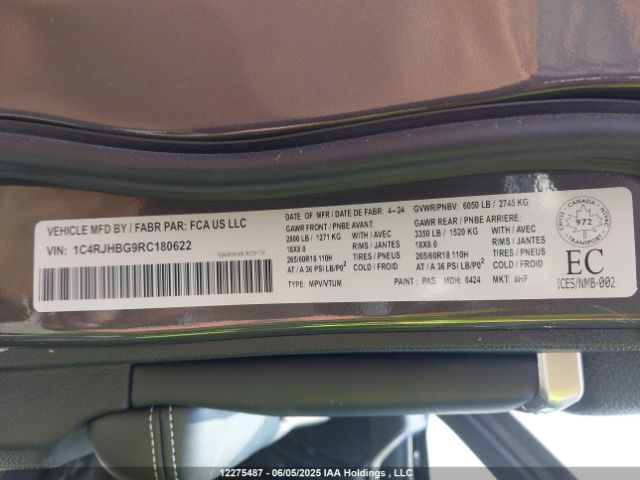 VEHICLE MFD BY / FABR PAR: FCA US LLC
VIN: 1C4RJHBG9RC180622
DATE OF MFR / DATE DE FABR: 4-24
GVWR/PNBV: 6050 LB / 2745 KG
GAWR FRONT / PNBE AVANT:
2800 LB / 1271 KG WITH / AVEC
18X8.0 RIMS / JANTES
265/60R18 110H TIRES / PNEUS
AT / A 36 PSI LB/PO² COLD / FROID
GAWR REAR / PNBE ARRIERE:
3350 LB / 1520 KG WITH / AVEC
18X8.0 RIMS / JANTES
265/60R18 110H TIRES / PNEUS
AT / A 36 PSI LB/PO² COLD / FROID
TYPE: MPV/VTUM
PAINT: PAS MDH: 0424 MKT: 8HF
CANADA
972
EC
ICES/NMB-002
12275487 - 06/05/2025 IAA Holdings , LLC